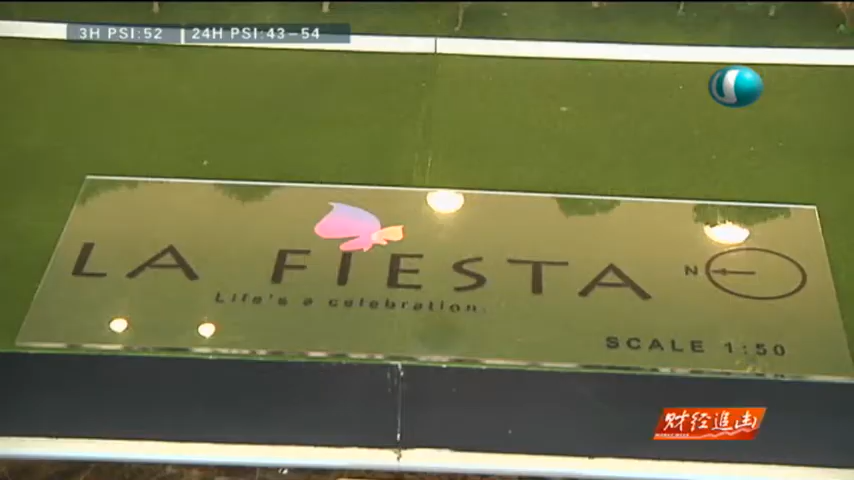 3H PSI:52 24H PSI:43-54
LA FIESTA
Life's a celebration.
N
SCALE 1:50
财经追击